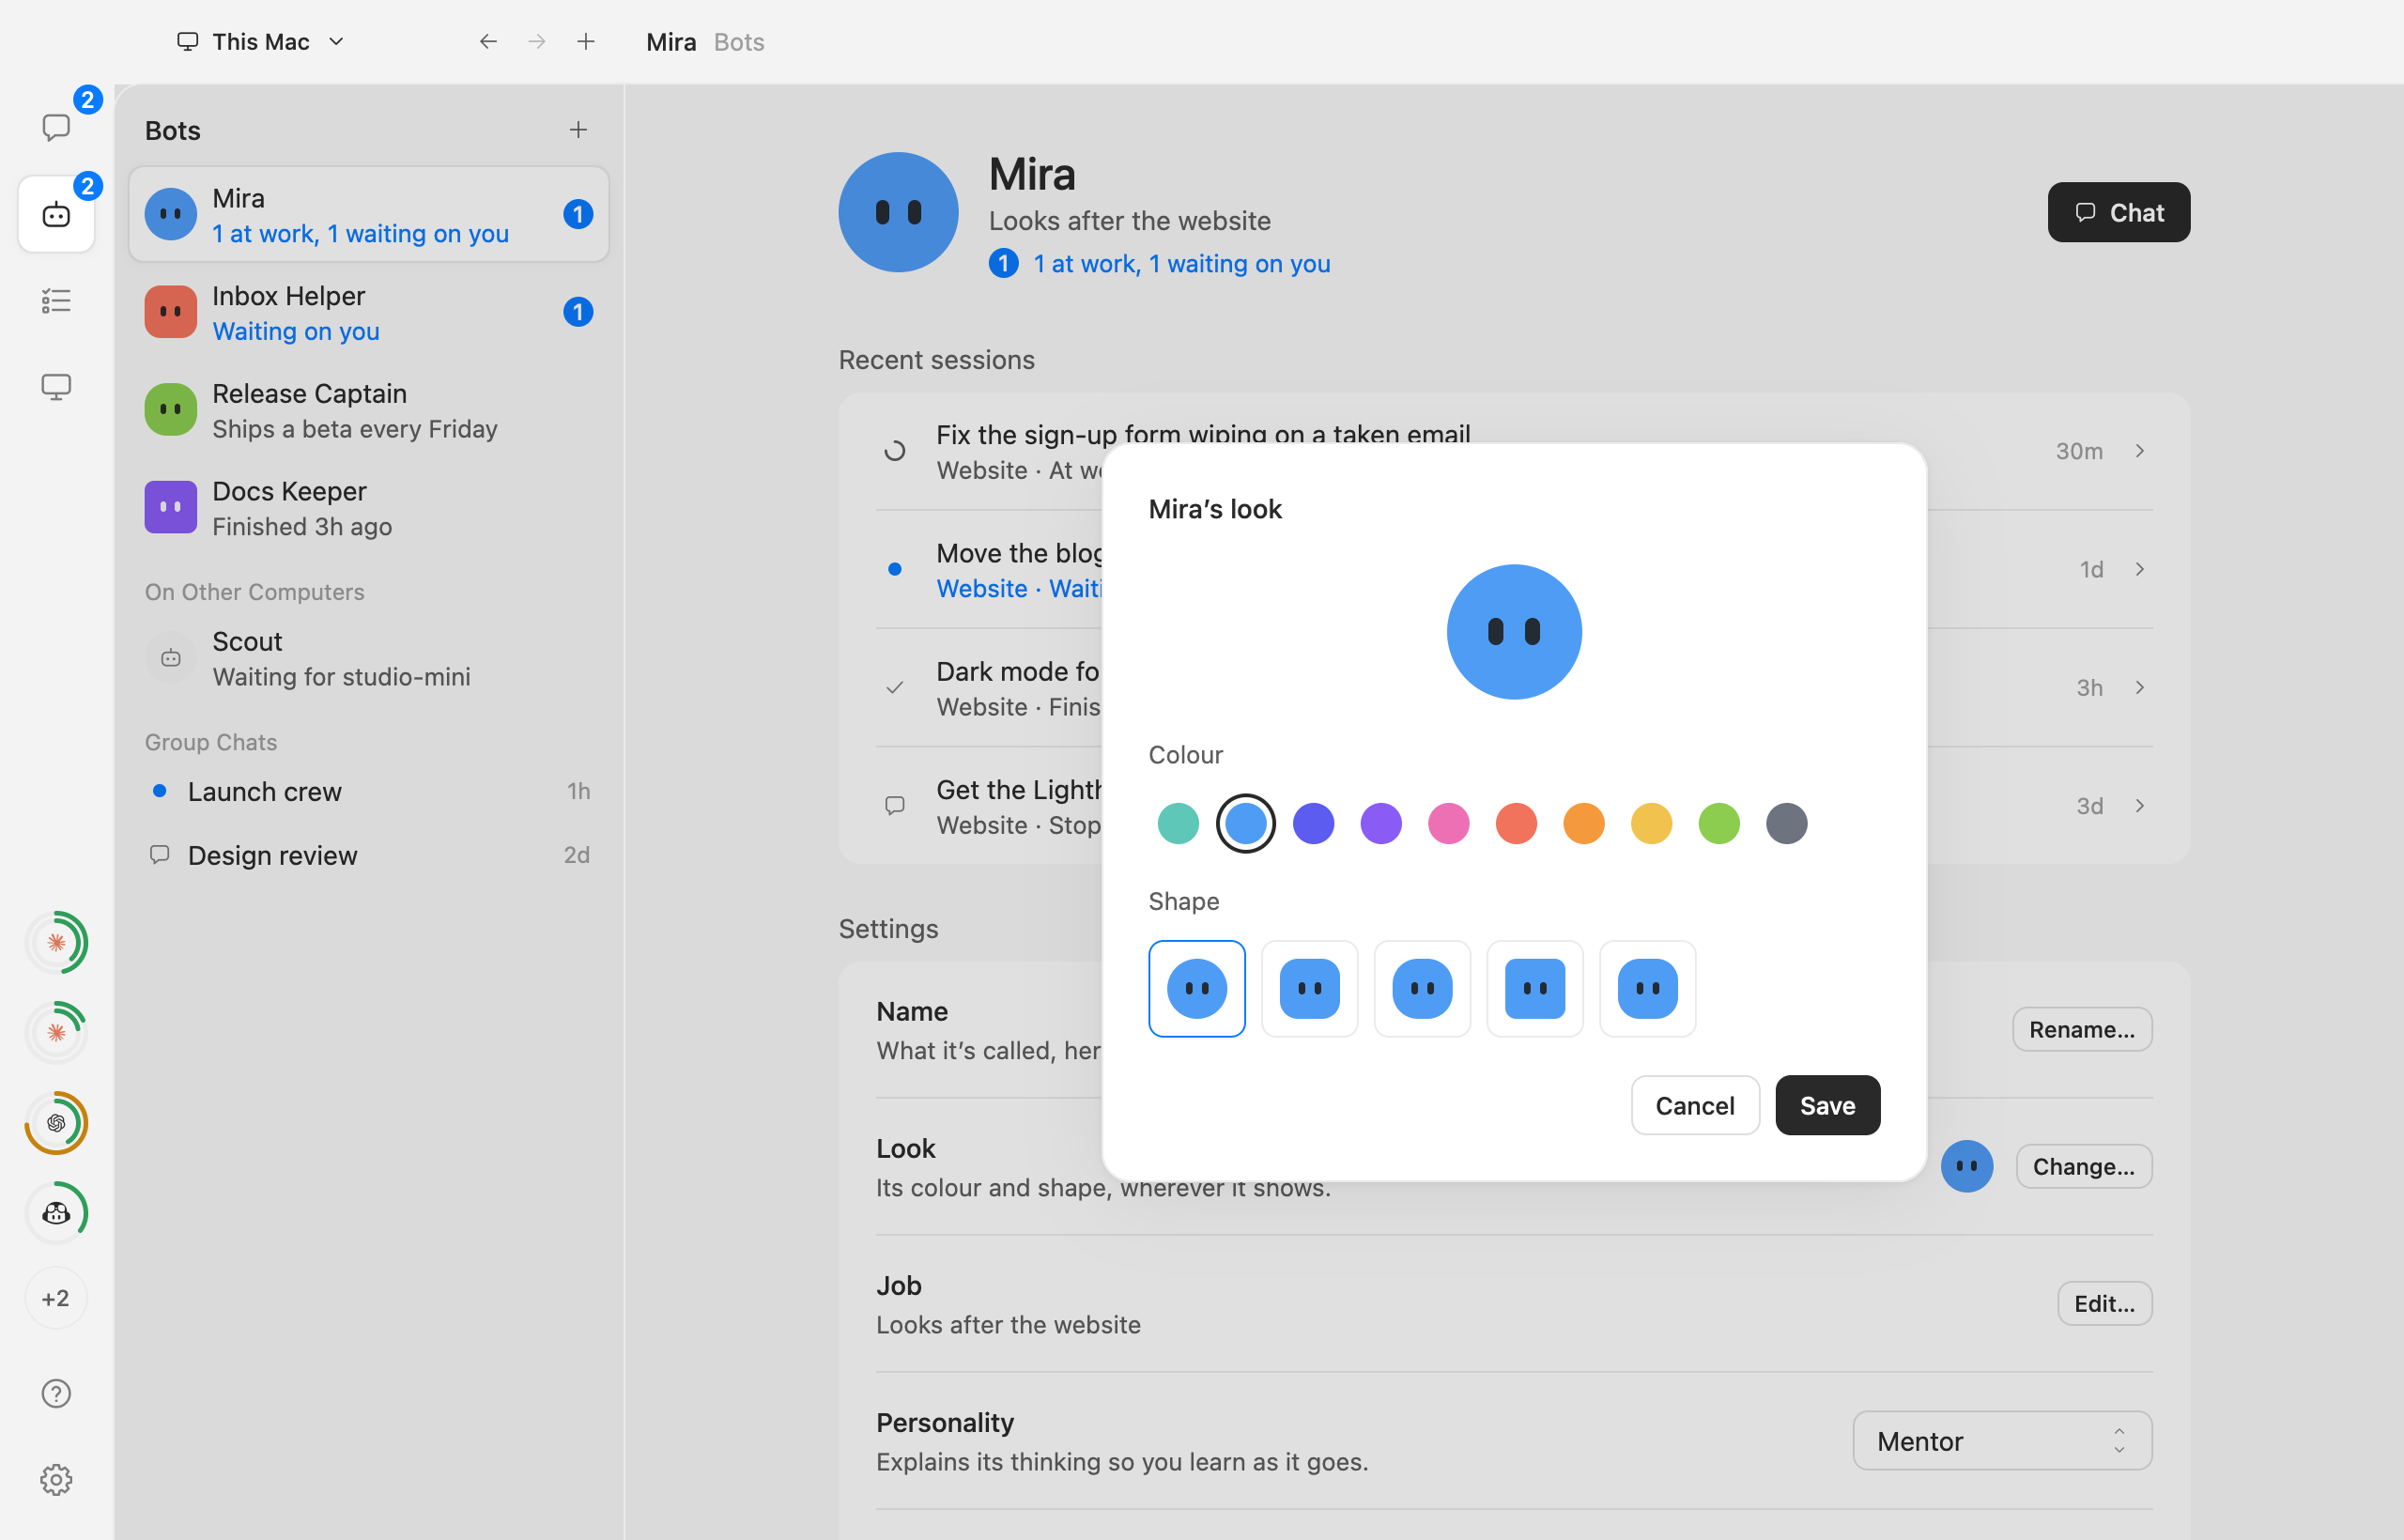 This Mac
Mira Bots
2
2
Bots
Mira
1 at work, 1 waiting on you
1
Inbox Helper
Waiting on you
1
Release Captain
Ships a beta every Friday
Docs Keeper
Finished 3h ago
On Other Computers
Scout
Waiting for studio-mini
Group Chats
Launch crew 1h
Design review 2d
+2
Mira
Looks after the website
1 1 at work, 1 waiting on you
Chat
Recent sessions
Fix the sign-up form wiping on a taken email
Website · At
30m
Move the blog
Website ·
1d
Dark mode
Website ·
3h
Get the
Website ·
3d
Settings
Name
What it’s called,
Rename...
Look
Its colour and shape, wherever it shows.
Change...
Job
Looks after the website
Edit...
Personality
Explains its thinking so you learn as it goes.
Mentor
Mira’s look
Colour
Shape
Cancel
Save